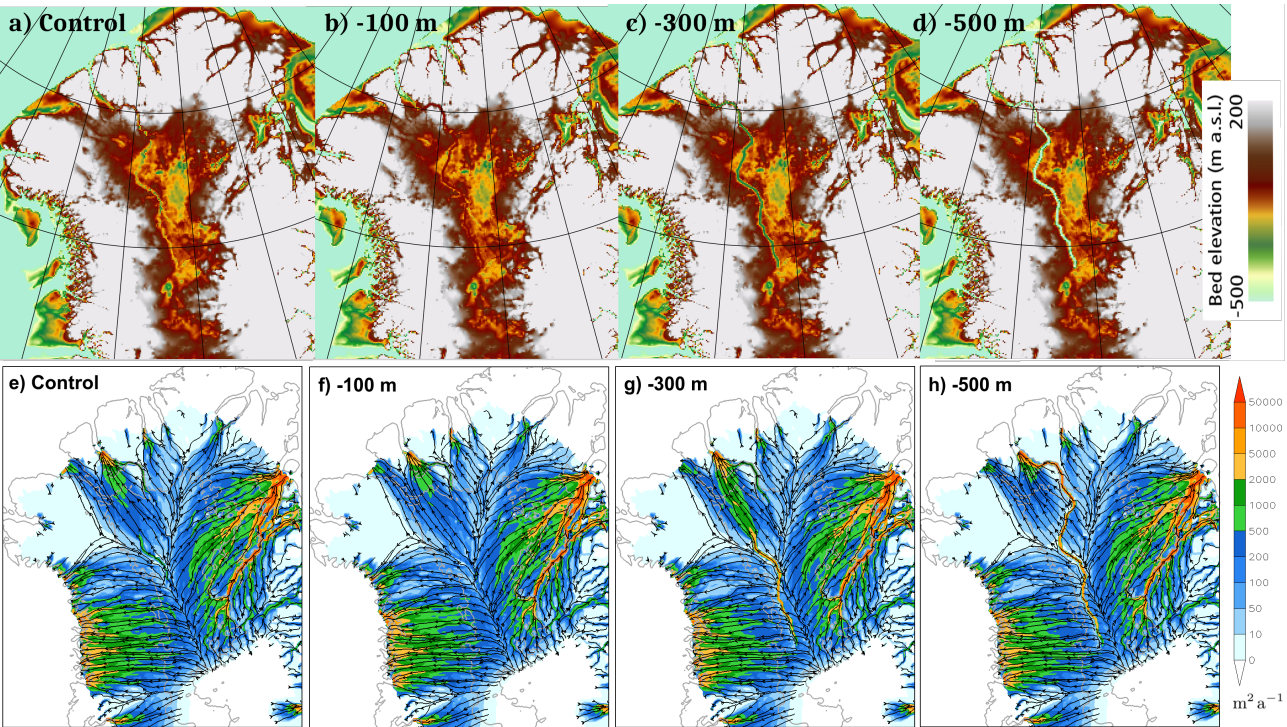 a) Control
b) -100 m
c) -300 m
d) -500 m
Bed elevation (m a.s.l.)
200
-500
e) Control
f) -100 m
g) -300 m
h) -500 m
50000
10000
5000
2000
1000
500
200
100
50
10
0
m² a⁻¹